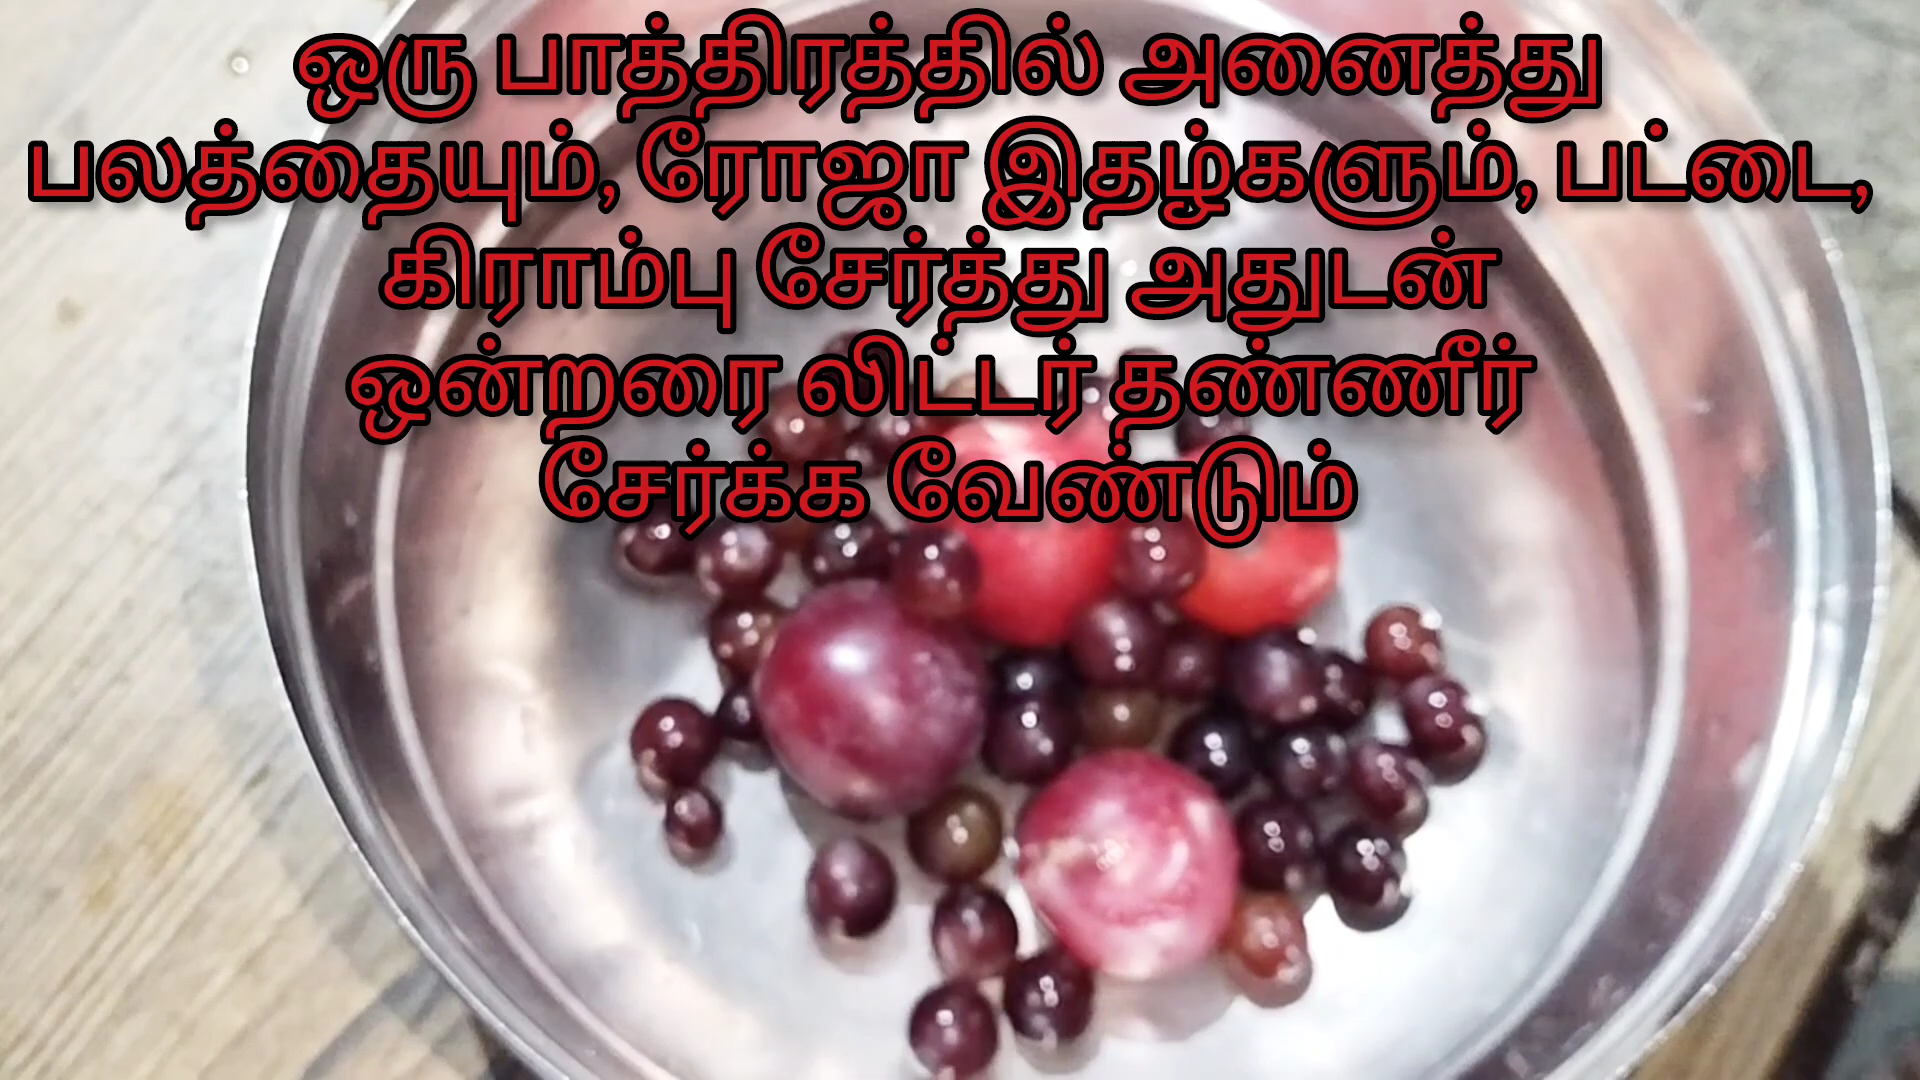 ஒரு பாத்திரத்தில் அனைத்து
பலத்தையும், ரோஜா இதழ்களும், பட்டை,
கிராம்பு சேர்த்து அதுடன்
ஒன்றரை லிட்டர் தண்ணீர்
சேர்க்க வேண்டும்